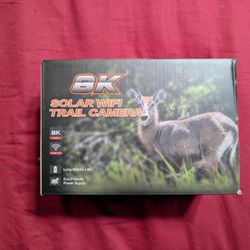 8K
SOLAR WIFI
TRAIL CAMERA
8K
Long Battery Life
Eco-Friendly
Power Supply